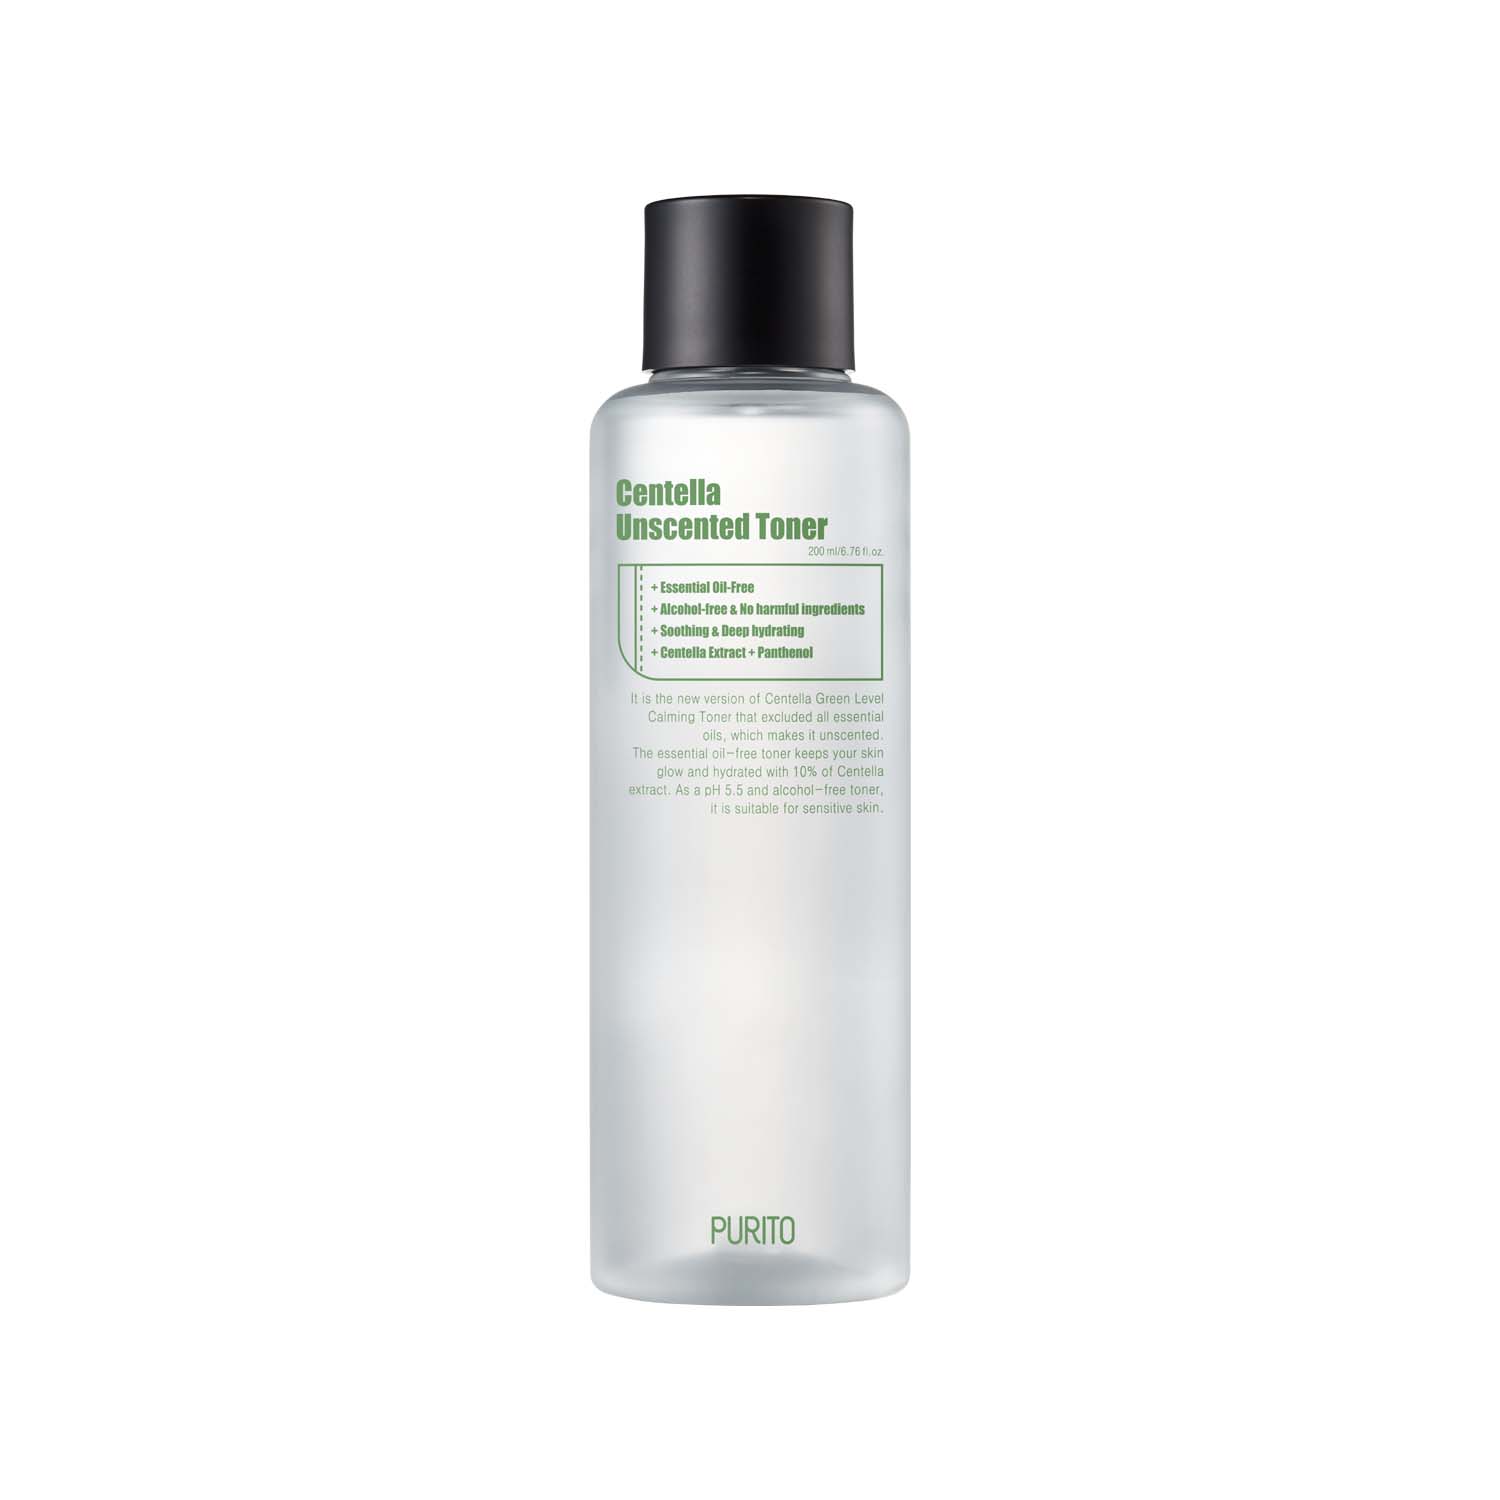 Centella
Unscented Toner
200 ml/6.76 fl.oz.
+ Essential Oil-Free
+ Alcohol-free & No harmful ingredients
+ Soothing & Deep hydrating
+ Centella Extract + Panthenol
It is the new version of Centella Green Level
Calming Toner that excluded all essential
oils, which makes it unscented.
The essential oil-free toner keeps your skin
glow and hydrated with 10% of Centella
extract. As a pH 5.5 and alcohol-free toner,
it is suitable for sensitive skin.
PURITO